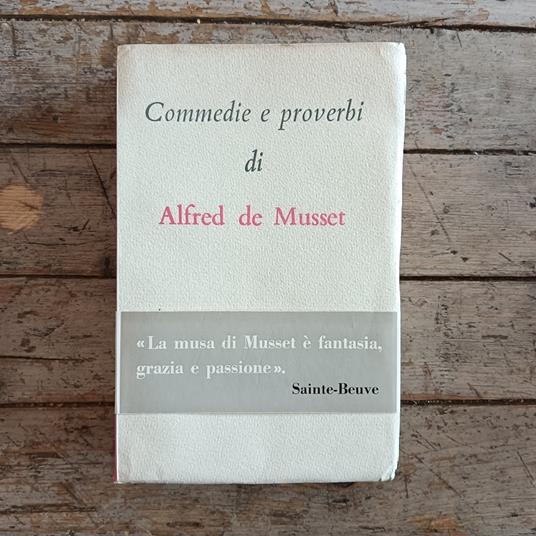 Commedie e proverbi
di
Alfred de Musset
«La musa di Musset è fantasia,
grazia e passione».
Sainte-Beuve